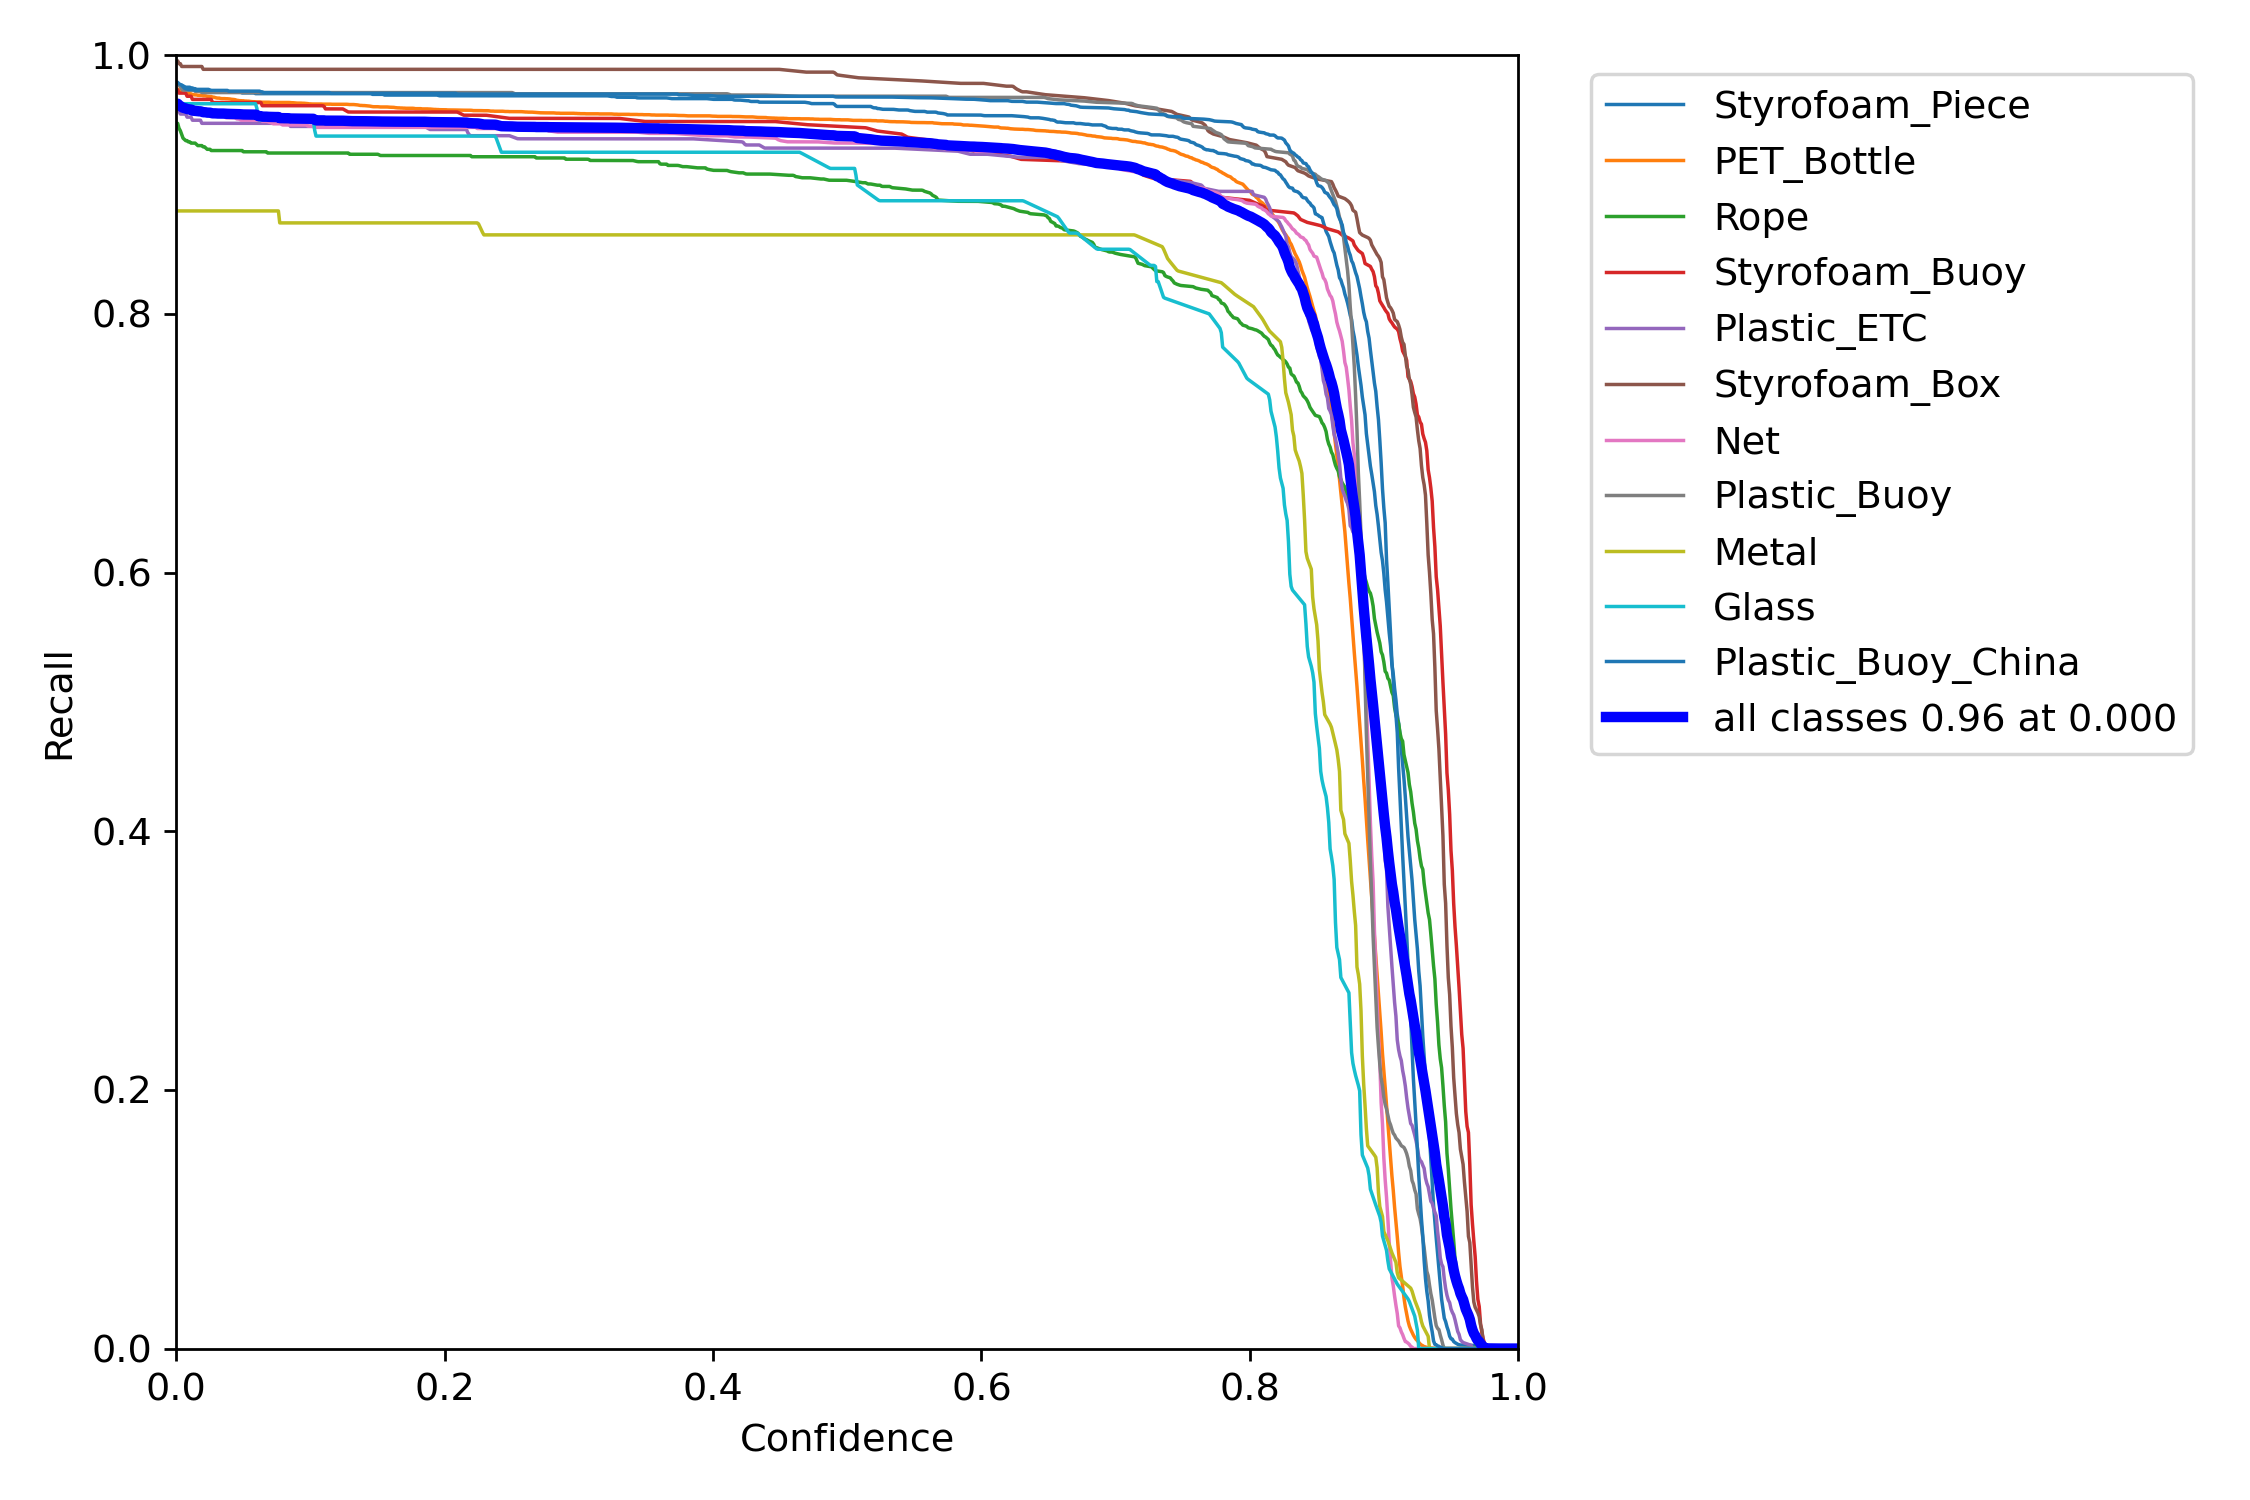 1.0
0.8
0.6
0.4
0.2
0.0
0.0 0.2 0.4 0.6 0.8 1.0
Recall
Confidence
Styrofoam_Piece
PET_Bottle
Rope
Styrofoam_Buoy
Plastic_ETC
Styrofoam_Box
Net
Plastic_Buoy
Metal
Glass
Plastic_Buoy_China
all classes 0.96 at 0.000